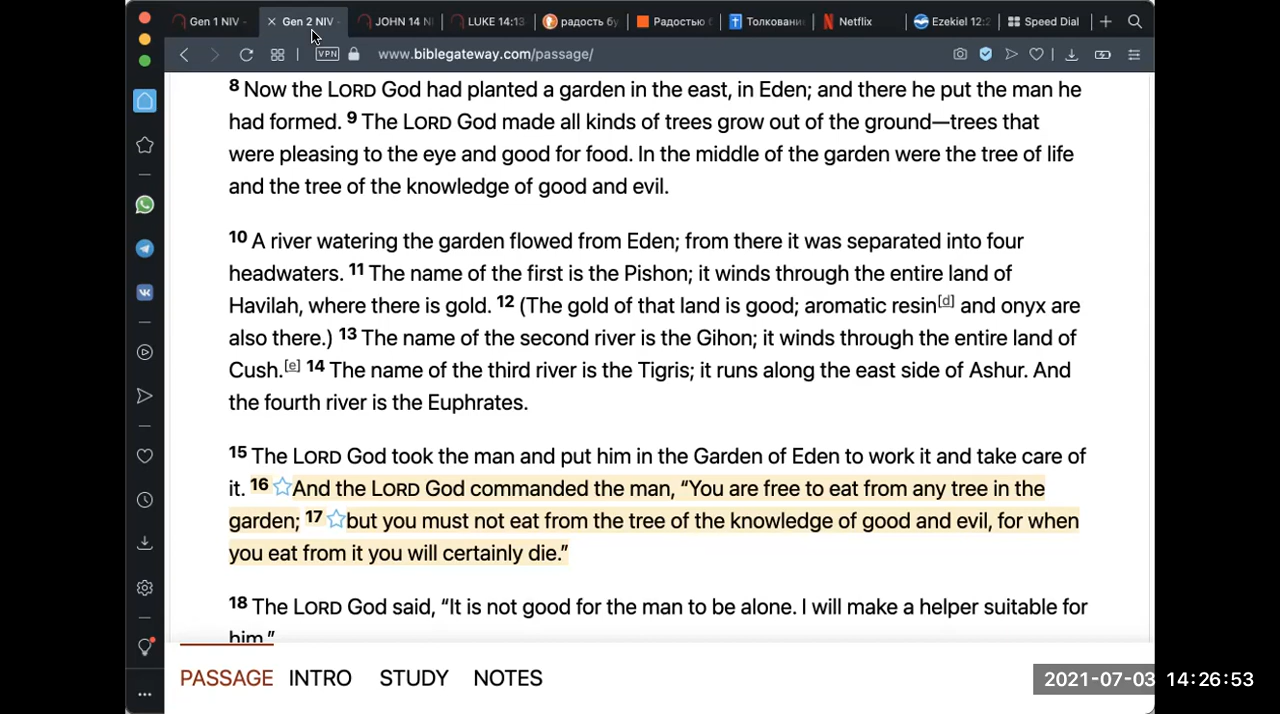 Gen 1 NIV
Gen 2 NIV
JOHN 14 NI
LUKE 14:13
радость бу
Радостью б
Толковани
Netflix
Ezekiel 12:2
Speed Dial
VPN
www.biblegateway.com/passage/
8 Now the LORD God had planted a garden in the east, in Eden; and there he put the man he
had formed. 9 The LORD God made all kinds of trees grow out of the ground—trees that
were pleasing to the eye and good for food. In the middle of the garden were the tree of life
and the tree of the knowledge of good and evil.
10 A river watering the garden flowed from Eden; from there it was separated into four
headwaters. 11 The name of the first is the Pishon; it winds through the entire land of
Havilah, where there is gold. 12 (The gold of that land is good; aromatic resin[d] and onyx are
also there.) 13 The name of the second river is the Gihon; it winds through the entire land of
Cush.[e] 14 The name of the third river is the Tigris; it runs along the east side of Ashur. And
the fourth river is the Euphrates.
15 The LORD God took the man and put him in the Garden of Eden to work it and take care of
it. 16 And the LORD God commanded the man, “You are free to eat from any tree in the
garden; 17 but you must not eat from the tree of the knowledge of good and evil, for when
you eat from it you will certainly die.”
18 The LORD God said, “It is not good for the man to be alone. I will make a helper suitable for
him.”
PASSAGE INTRO STUDY NOTES
2021-07-03 14:26:53